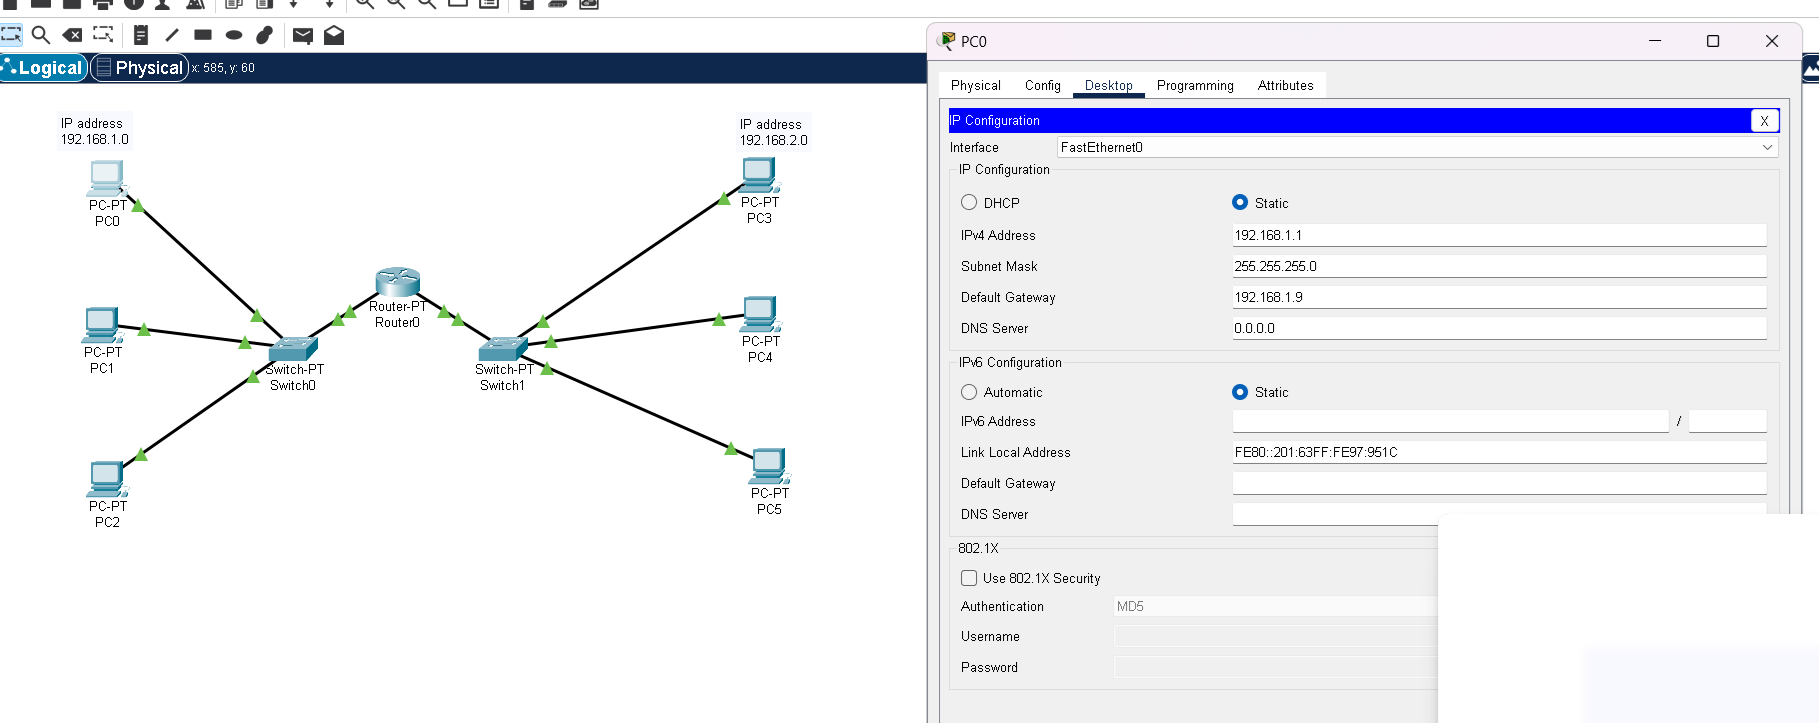 Logical
Physical
x: 585, y: 60
IP address
192.168.1.0
PC-PT
PC0
PC-PT
PC1
PC-PT
PC2
Switch-PT
Switch0
Router-PT
Router0
Switch-PT
Switch1
IP address
192.168.2.0
PC-PT
PC3
PC-PT
PC4
PC-PT
PC5
PC0
Physical Config Desktop Programming Attributes
IP Configuration X
Interface FastEthernet0
IP Configuration
DHCP Static
IPv4 Address 192.168.1.1
Subnet Mask 255.255.255.0
Default Gateway 192.168.1.9
DNS Server 0.0.0.0
IPv6 Configuration
Automatic Static
IPv6 Address /
Link Local Address FE80::201:63FF:FE97:951C
Default Gateway
DNS Server
802.1X
Use 802.1X Security
Authentication MD5
Username
Password